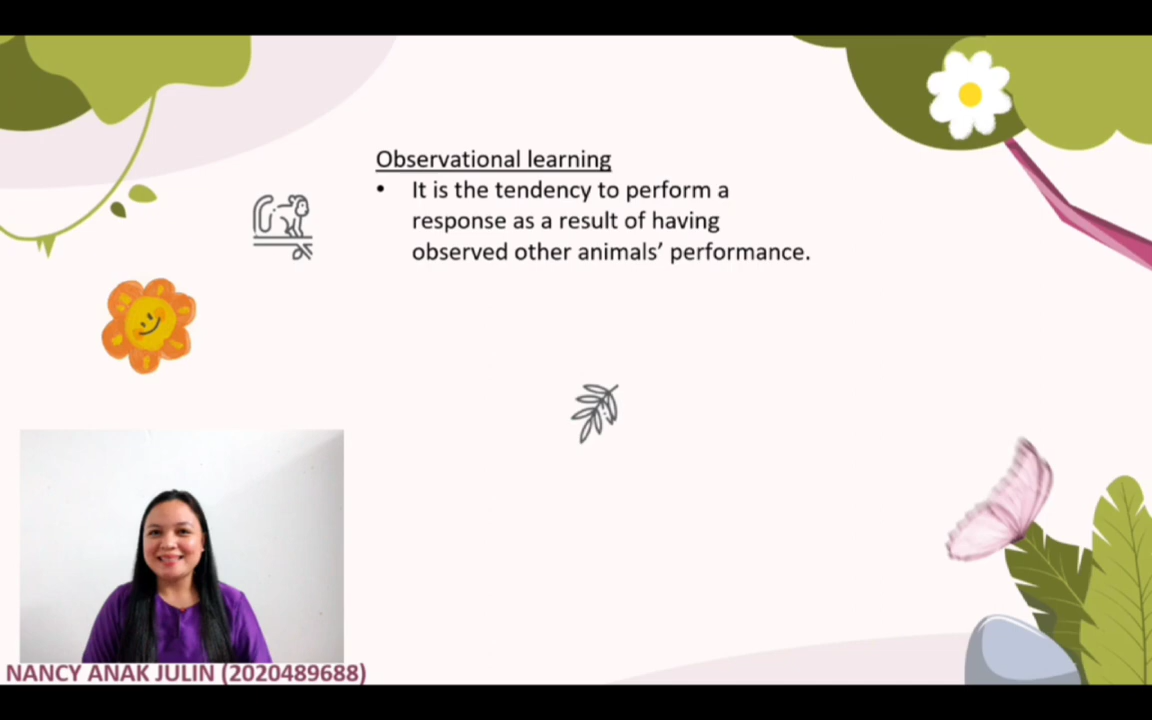 Observational learning
• It is the tendency to perform a
response as a result of having
observed other animals’ performance.
NANCY ANAK JULIN (2020489688)